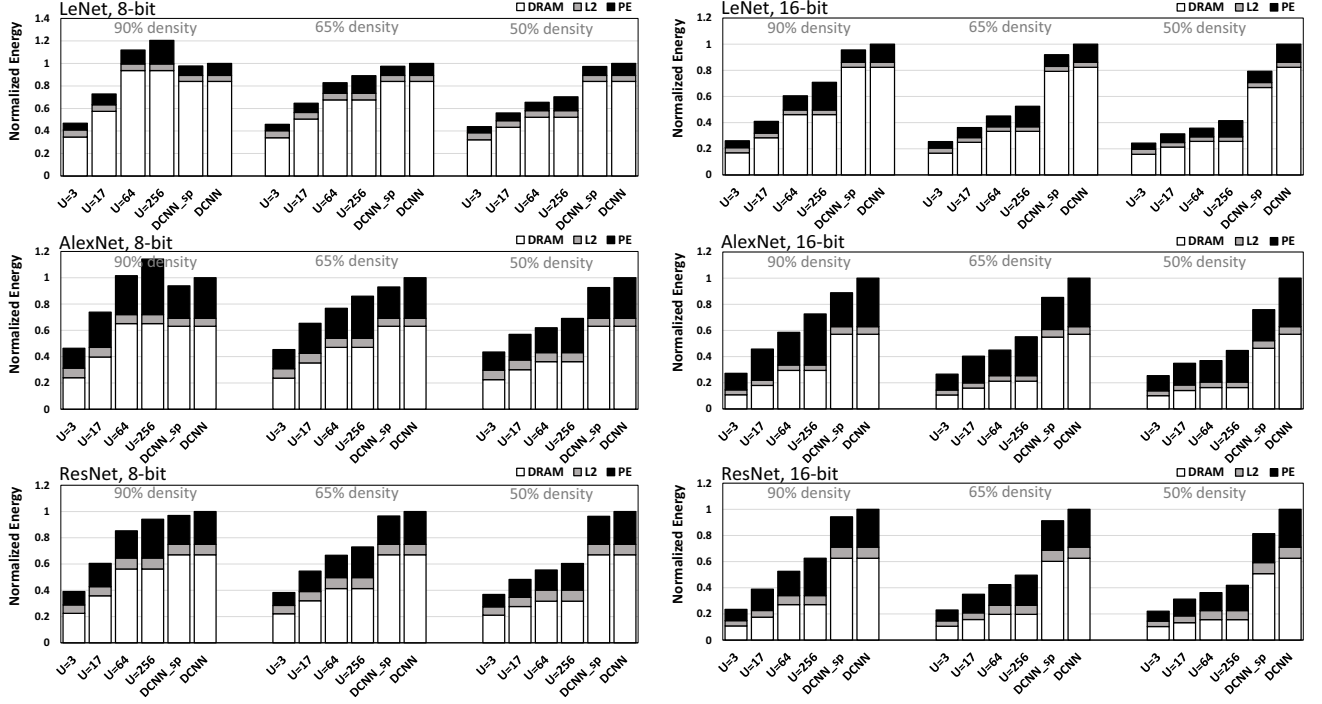 LeNet, 8-bit
DRAM L2 PE
Normalized Energy
1.4
1.2
1
0.8
0.6
0.4
0.2
0
90% density
65% density
50% density
U=3 U=17 U=64 U=256 DCNN_sp DCNN U=3 U=17 U=64 U=256 DCNN_sp DCNN U=3 U=17 U=64 U=256 DCNN_sp DCNN
LeNet, 16-bit
DRAM L2 PE
Normalized Energy
1.2
1
0.8
0.6
0.4
0.2
0
90% density
65% density
50% density
U=3 U=17 U=64 U=256 DCNN_sp DCNN U=3 U=17 U=64 U=256 DCNN_sp DCNN U=3 U=17 U=64 U=256 DCNN_sp DCNN
AlexNet, 8-bit
DRAM L2 PE
Normalized Energy
1.2
1
0.8
0.6
0.4
0.2
0
90% density
65% density
50% density
U=3 U=17 U=64 U=256 DCNN_sp DCNN U=3 U=17 U=64 U=256 DCNN_sp DCNN U=3 U=17 U=64 U=256 DCNN_sp DCNN
AlexNet, 16-bit
DRAM L2 PE
Normalized Energy
1.2
1
0.8
0.6
0.4
0.2
0
90% density
65% density
50% density
U=3 U=17 U=64 U=256 DCNN_sp DCNN U=3 U=17 U=64 U=256 DCNN_sp DCNN U=3 U=17 U=64 U=256 DCNN_sp DCNN
ResNet, 8-bit
DRAM L2 PE
Normalized Energy
1.2
1
0.8
0.6
0.4
0.2
0
90% density
65% density
50% density
U=3 U=17 U=64 U=256 DCNN_sp DCNN U=3 U=17 U=64 U=256 DCNN_sp DCNN U=3 U=17 U=64 U=256 DCNN_sp DCNN
ResNet, 16-bit
DRAM L2 PE
Normalized Energy
1.2
1
0.8
0.6
0.4
0.2
0
90% density
65% density
50% density
U=3 U=17 U=64 U=256 DCNN_sp DCNN U=3 U=17 U=64 U=256 DCNN_sp DCNN U=3 U=17 U=64 U=256 DCNN_sp DCNN